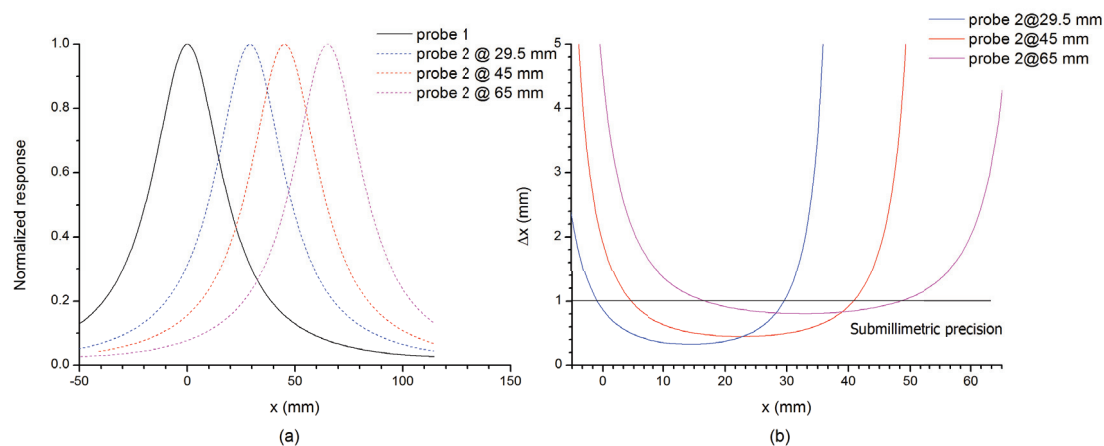 probe 1
probe 2 @ 29.5 mm
probe 2 @ 45 mm
probe 2 @ 65 mm
Normalized response
1.0
0.8
0.6
0.4
0.2
0.0
-50
0
50
100
150
x (mm)
(a)
probe 2@29.5 mm
probe 2@45 mm
probe 2@65 mm
Δx (mm)
5
4
3
2
1
0
Submillimetric precision
0
10
20
30
40
50
60
x (mm)
(b)